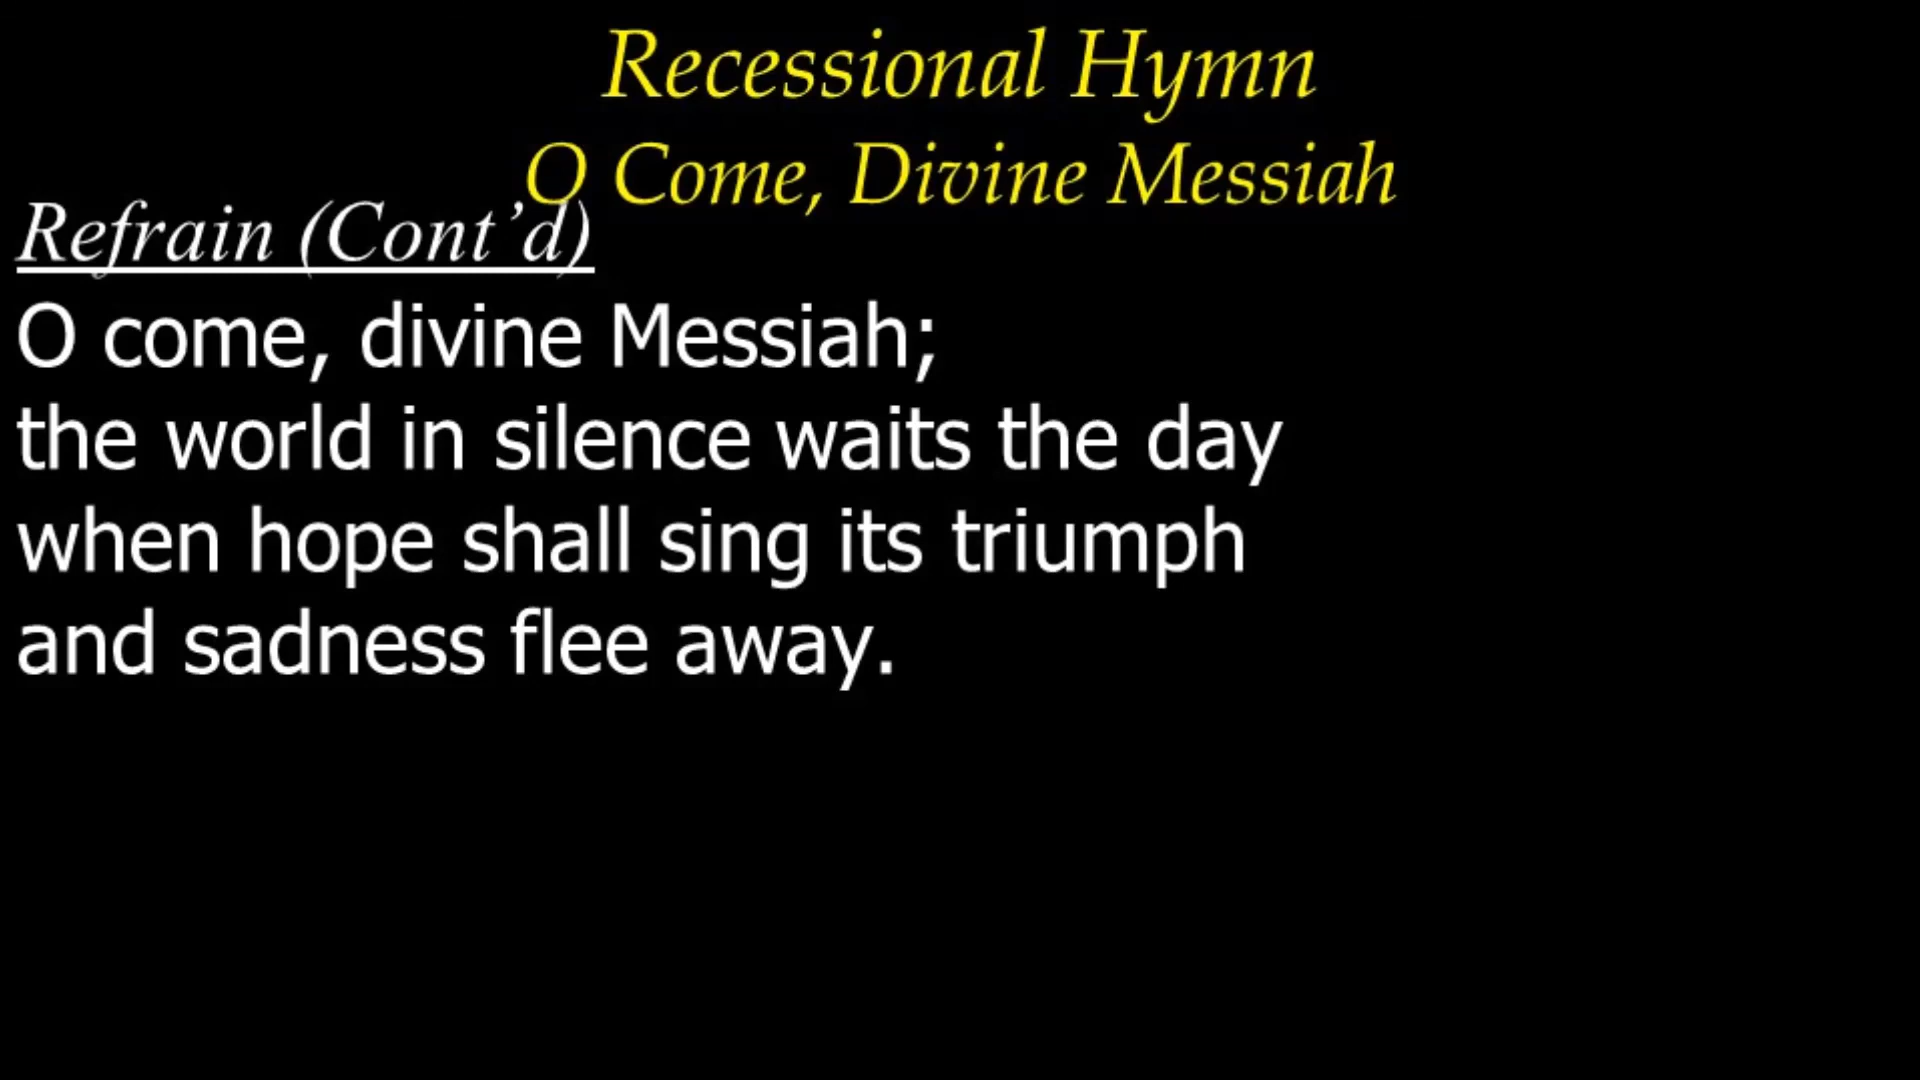 Recessional Hymn
O Come, Divine Messiah
Refrain (Cont’d)
O come, divine Messiah;
the world in silence waits the day
when hope shall sing its triumph
and sadness flee away.